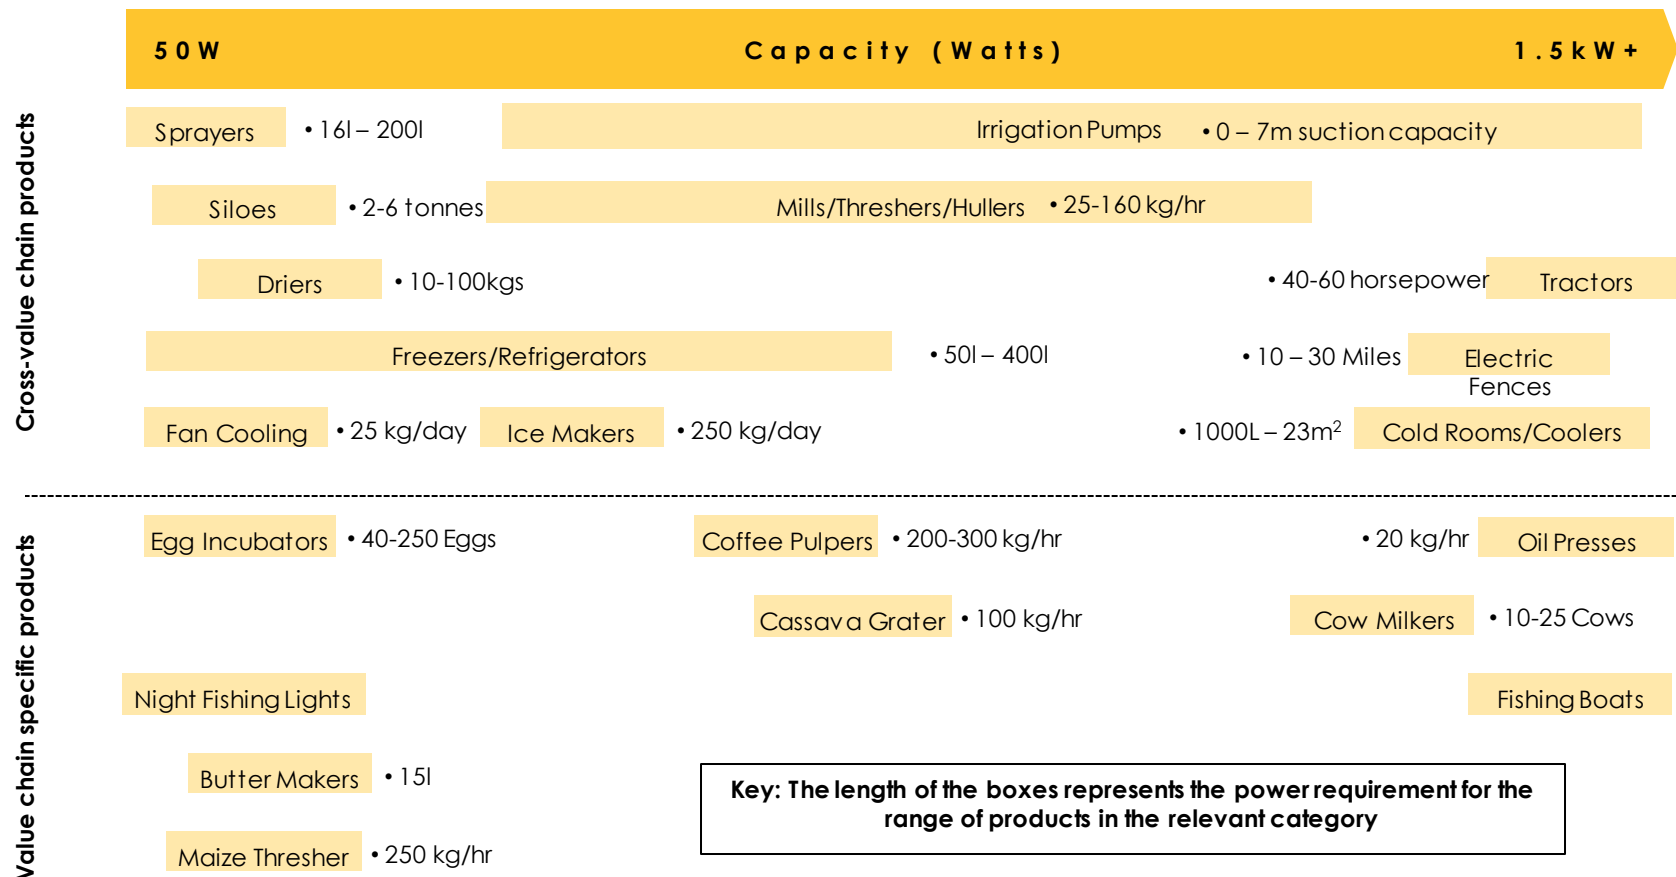 50W Capacity (Watts) 1.5kW+
Cross-value chain products
Sprayers • 16l – 200l Irrigation Pumps • 0 – 7m suction capacity
Siloes • 2-6 tonnes Mills/Threshers/Hullers • 25-160 kg/hr
Driers • 10-100kgs • 40-60 horsepower Tractors
Freezers/Refrigerators • 50l – 400l • 10 – 30 Miles Electric
Fences
Fan Cooling • 25 kg/day Ice Makers • 250 kg/day • 1000L – 23m² Cold Rooms/Coolers
Value chain specific products
Egg Incubators • 40-250 Eggs Coffee Pulpers • 200-300 kg/hr • 20 kg/hr Oil Presses
Cassava Grater • 100 kg/hr Cow Milkers • 10-25 Cows
Night Fishing Lights Fishing Boats
Butter Makers • 15l
Key: The length of the boxes represents the power requirement for the
range of products in the relevant category
Maize Thresher • 250 kg/hr